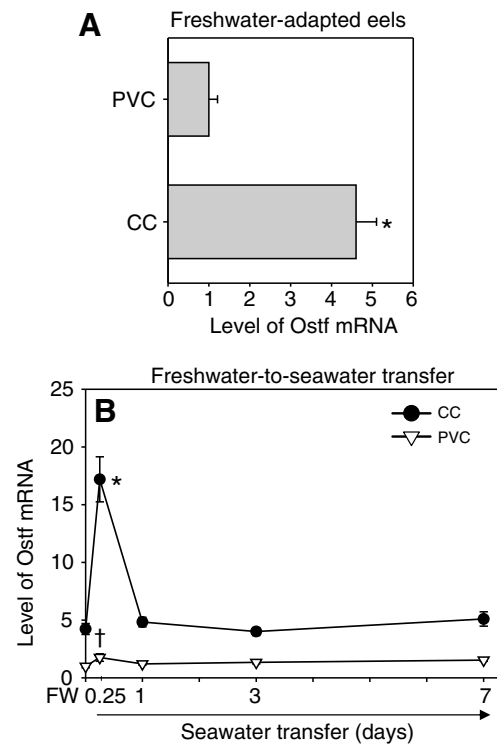 A Freshwater-adapted eels
PVC
CC
*
0 1 2 3 4 5 6
Level of Ostf mRNA
Freshwater-to-seawater transfer
B
CC
PVC
25
20
15
10
5
0
*
†
Level of Ostf mRNA
FW 0.25 1 3 7
Seawater transfer (days)